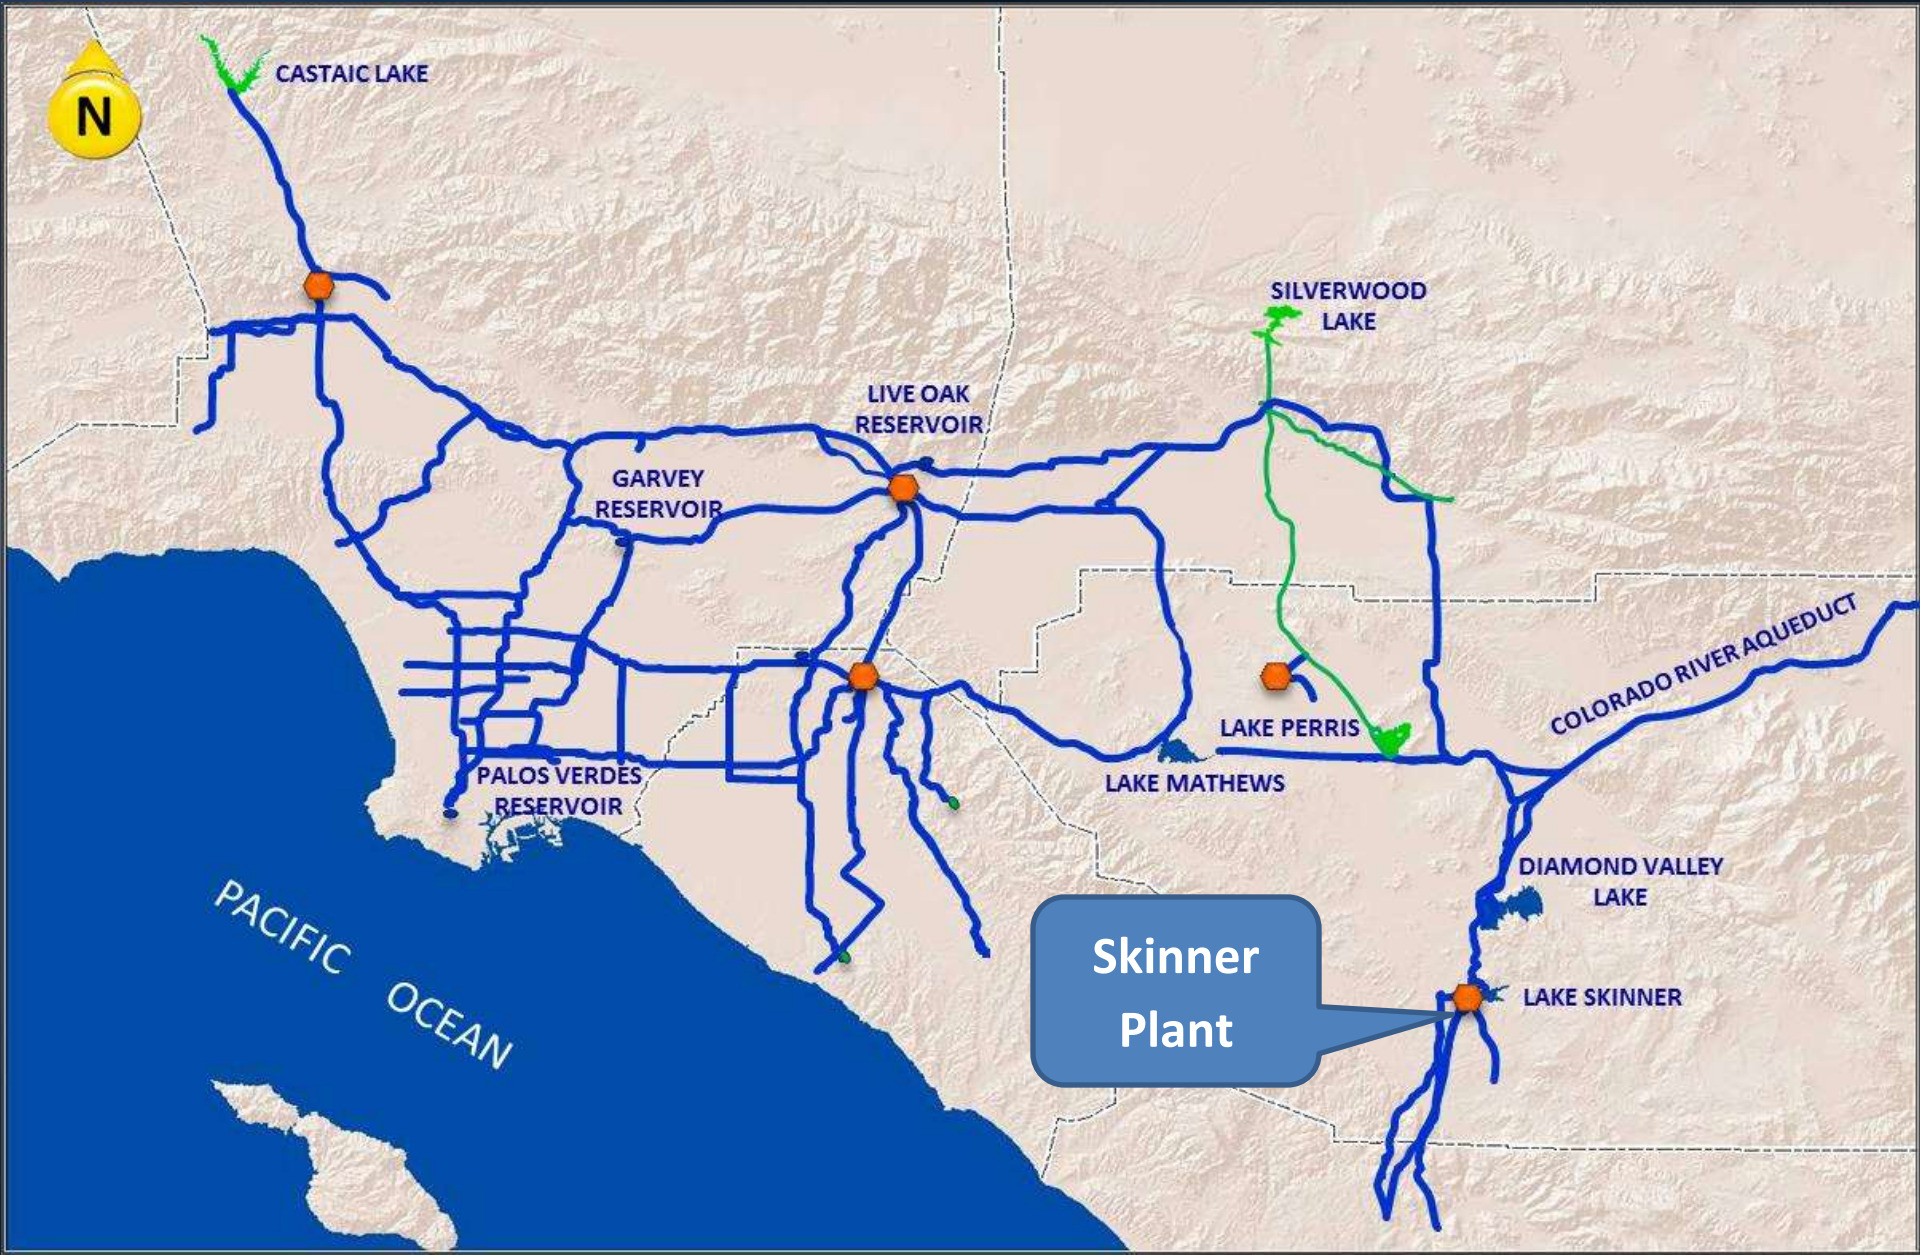 N
CASTAIC LAKE
SILVERWOOD
LAKE
LIVE OAK
RESERVOIR
GARVEY
RESERVOIR
COLORADO RIVER AQUEDUCT
LAKE PERRIS
PALOS VERDES
RESERVOIR
LAKE MATHEWS
DIAMOND VALLEY
LAKE
PACIFIC
OCEAN
Skinner
Plant
LAKE SKINNER